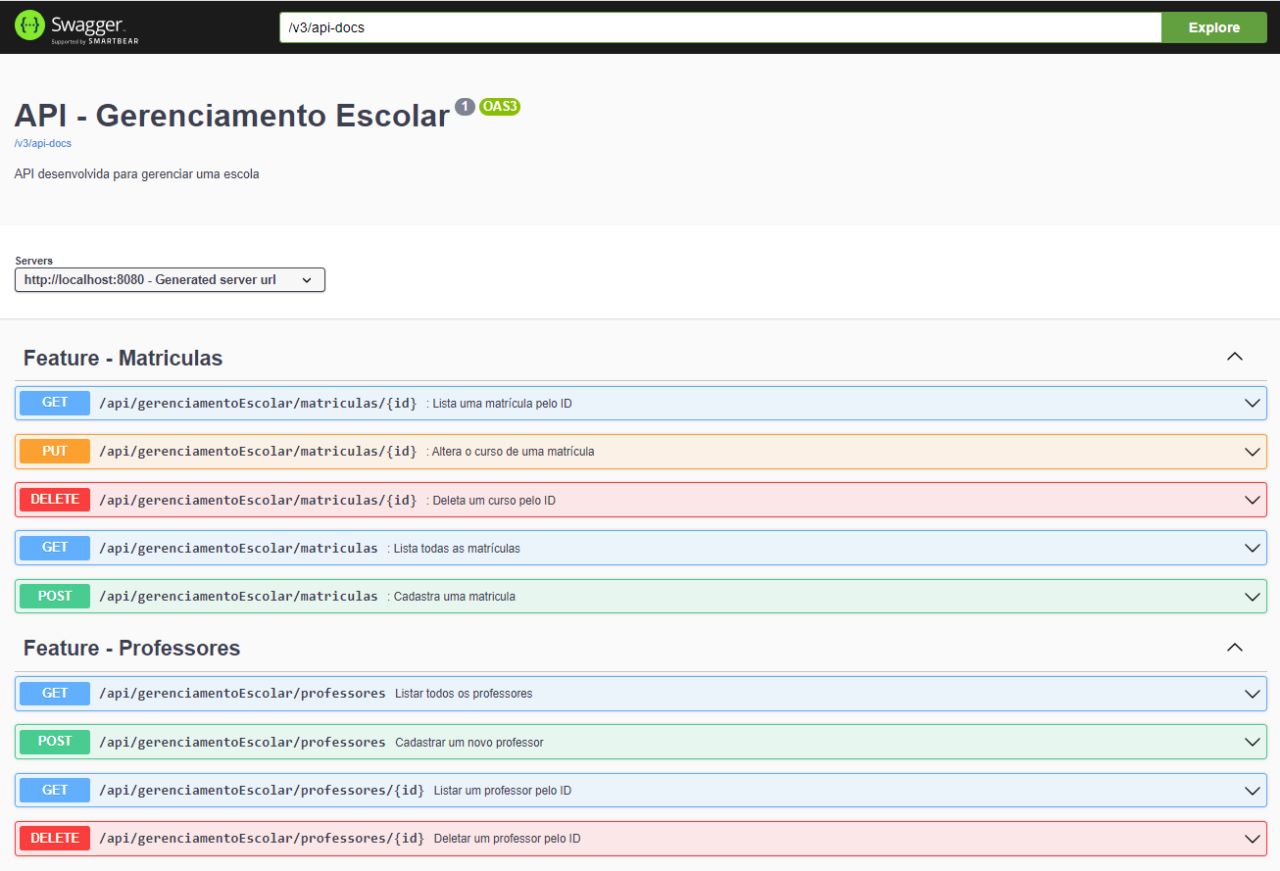 Swagger
Supported by SMARTBEAR
/v3/api-docs
Explore
API - Gerenciamento Escolar 1 OAS3
/v3/api-docs
API desenvolvida para gerenciar uma escola
Servers
http://localhost:8080 - Generated server url
Feature - Matriculas
GET /api/gerenciamentoEscolar/matriculas/{id} : Lista uma matrícula pelo ID
PUT /api/gerenciamentoEscolar/matriculas/{id} : Altera o curso de uma matrícula
DELETE /api/gerenciamentoEscolar/matriculas/{id} : Deleta um curso pelo ID
GET /api/gerenciamentoEscolar/matriculas : Lista todas as matrículas
POST /api/gerenciamentoEscolar/matriculas : Cadastra uma matricula
Feature - Professores
GET /api/gerenciamentoEscolar/professores Listar todos os professores
POST /api/gerenciamentoEscolar/professores Cadastrar um novo professor
GET /api/gerenciamentoEscolar/professores/{id} Listar um professor pelo ID
DELETE /api/gerenciamentoEscolar/professores/{id} Deletar um professor pelo ID